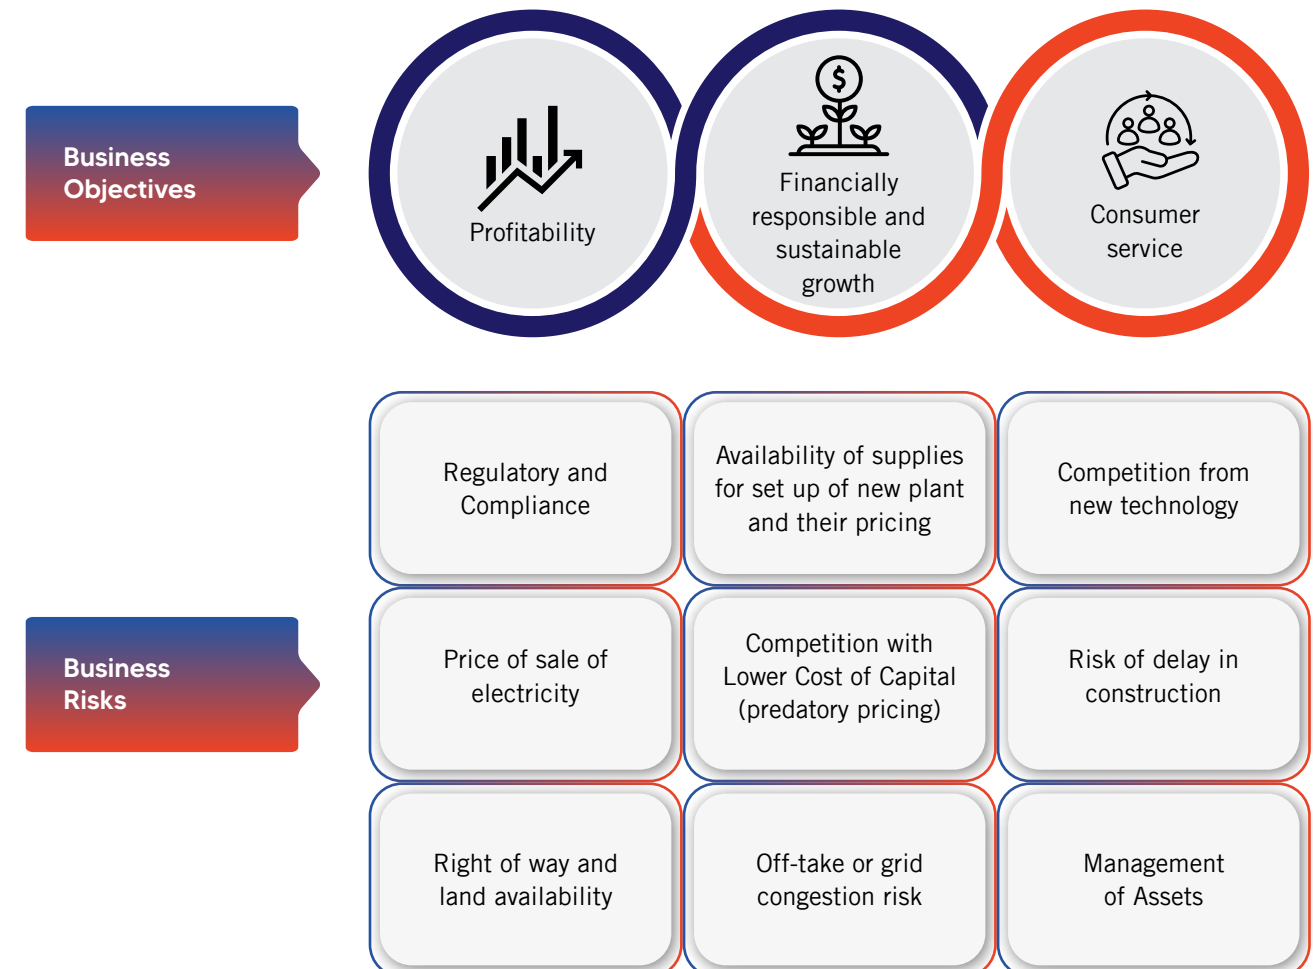 Business
Objectives
$
Profitability
Financially
responsible and
sustainable
growth
Consumer
service
Business
Risks
Regulatory and
Compliance
Availability of supplies
for set up of new plant
and their pricing
Competition from
new technology
Price of sale of
electricity
Competition with
Lower Cost of Capital
(predatory pricing)
Risk of delay in
construction
Right of way and
land availability
Off-take or grid
congestion risk
Management
of Assets